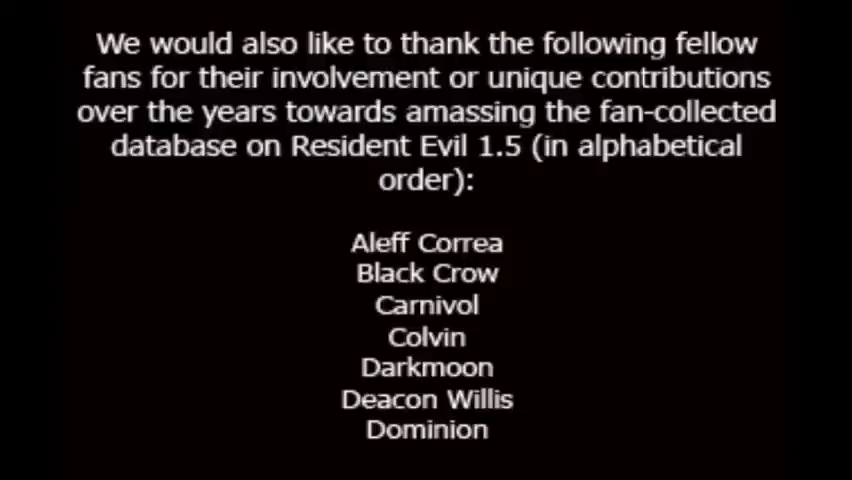 We would also like to thank the following fellow
fans for their involvement or unique contributions
over the years towards amassing the fan-collected
database on Resident Evil 1.5 (in alphabetical
order):
Aleff Correa
Black Crow
Carnivol
Colvin
Darkmoon
Deacon Willis
Dominion